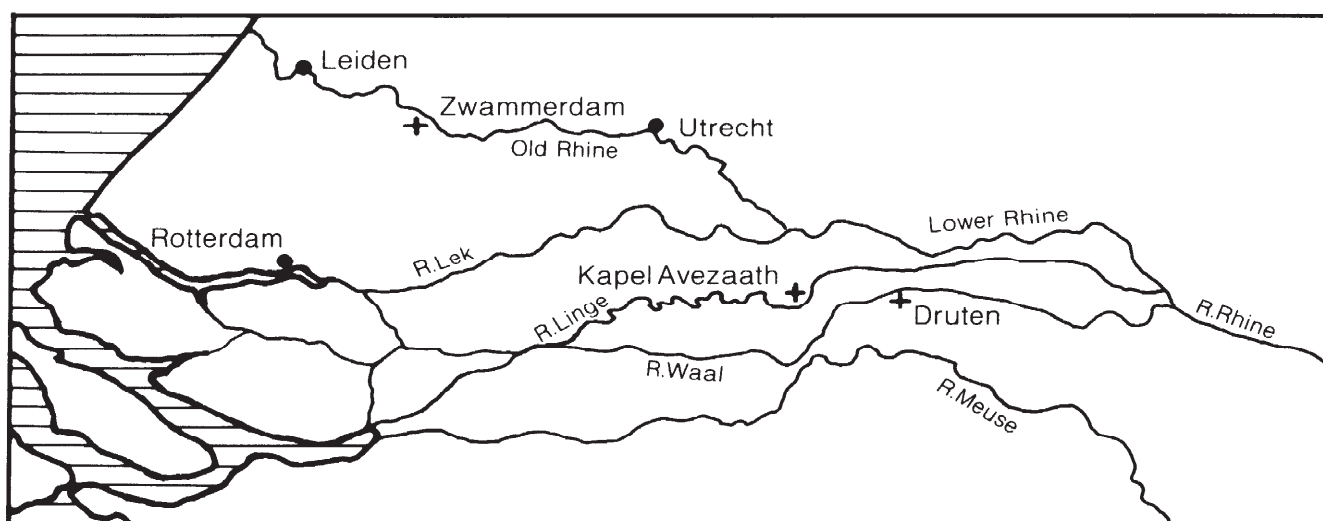 Leiden
Zwammerdam
Utrecht
Old Rhine
Lower Rhine
Rotterdam
R.Lek
Kapel Avezaath
R.Linge
Druten
R.Rhine
R.Waal
R.Meuse